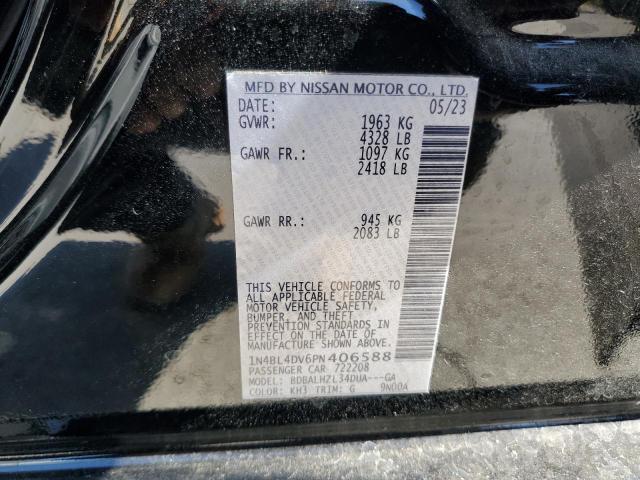 MFD BY NISSAN MOTOR CO., LTD.
DATE: 05/23
GVWR: 1963 KG
4328 LB
GAWR FR.: 1097 KG
2418 LB
GAWR RR.: 945 KG
2083 LB
THIS VEHICLE CONFORMS TO
ALL APPLICABLE FEDERAL
MOTOR VEHICLE SAFETY,
BUMPER, AND THEFT
PREVENTION STANDARDS
IN EFFECT ON THE DATE OF
MANUFACTURE SHOWN ABOVE.
1N4BL4DV6PN406588
PASSENGER CAR 722208
MODEL: BDBALHZL34DUA---GA
COLOR: KH3 TRIM: G 9N00A